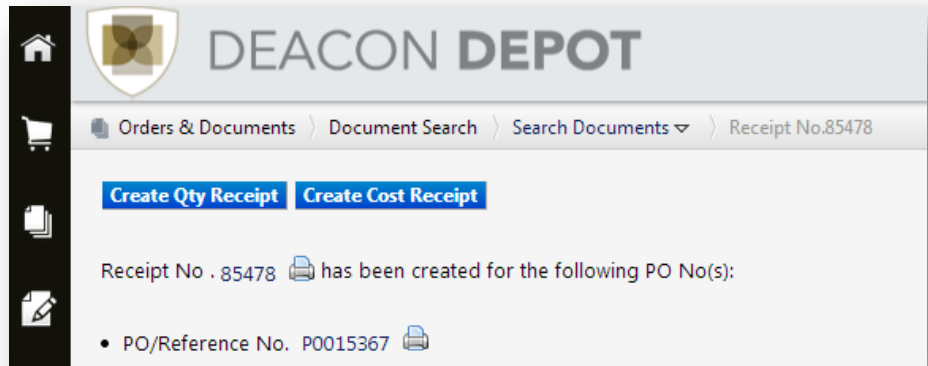 DEACON DEPOT
Orders & Documents Document Search Search Documents Receipt No.85478
Create Qty Receipt Create Cost Receipt
Receipt No . 85478 has been created for the following PO No(s):
• PO/Reference No. P0015367